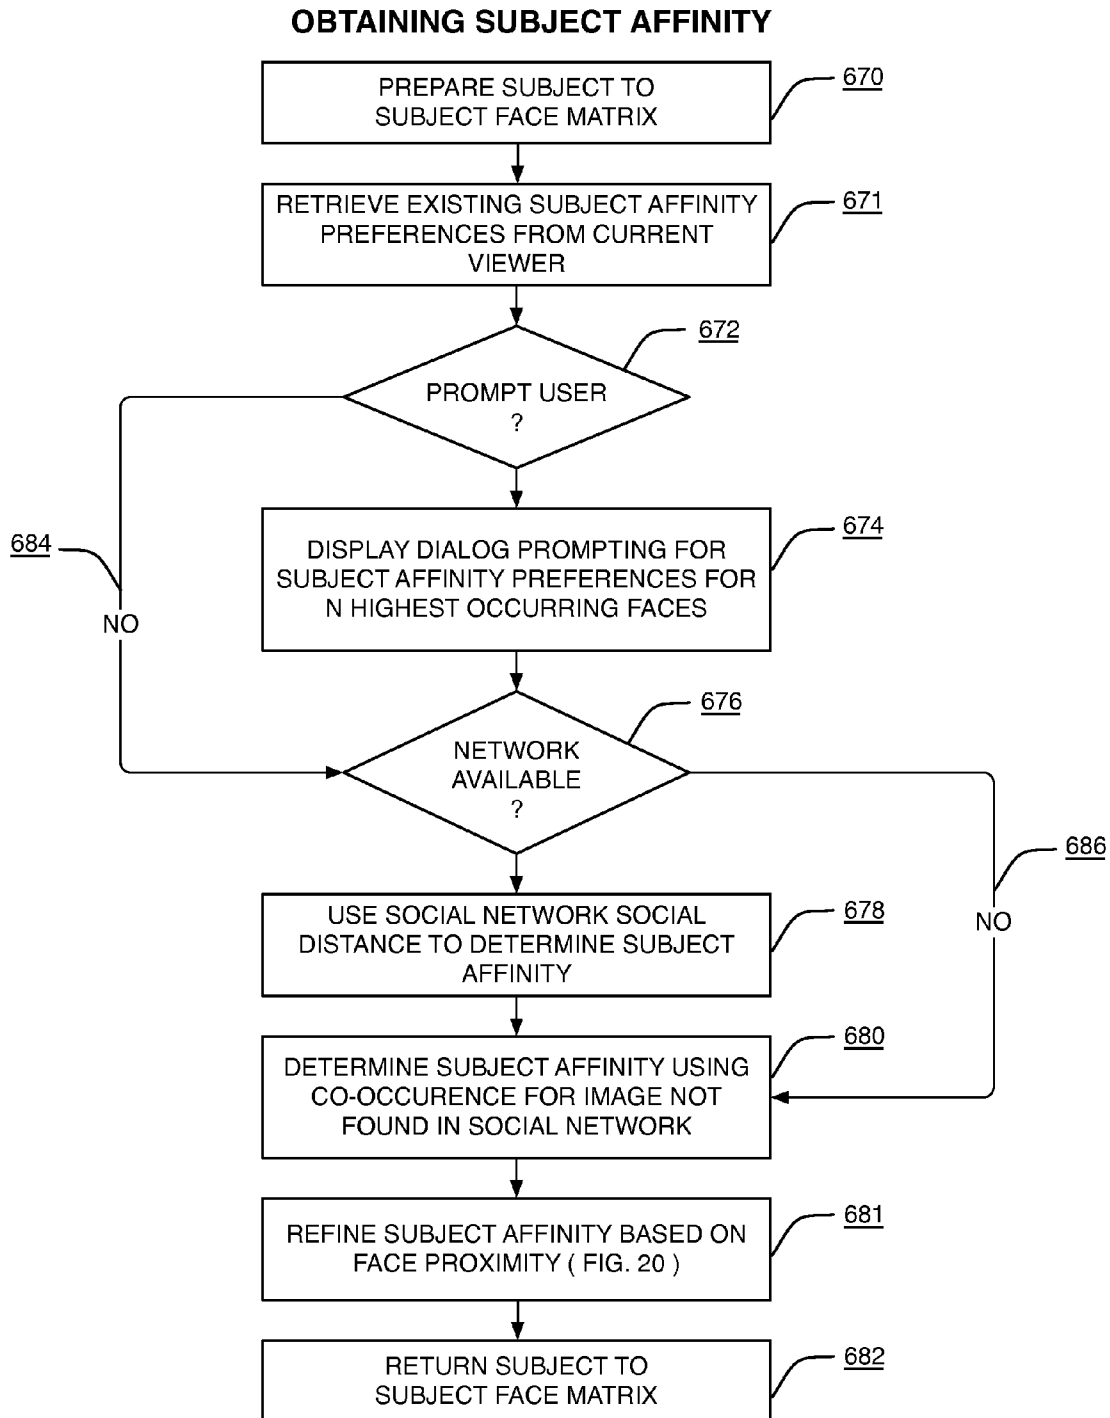 OBTAINING SUBJECT AFFINITY
PREPARE SUBJECT TO
SUBJECT FACE MATRIX
670
RETRIEVE EXISTING SUBJECT AFFINITY
PREFERENCES FROM CURRENT
VIEWER
671
672
PROMPT USER
?
684
NO
674
DISPLAY DIALOG PROMPTING FOR
SUBJECT AFFINITY PREFERENCES FOR
N HIGHEST OCCURRING FACES
676
NETWORK
AVAILABLE
?
686
NO
678
USE SOCIAL NETWORK SOCIAL
DISTANCE TO DETERMINE SUBJECT
AFFINITY
680
DETERMINE SUBJECT AFFINITY USING
CO-OCCURENCE FOR IMAGE NOT
FOUND IN SOCIAL NETWORK
681
REFINE SUBJECT AFFINITY BASED ON
FACE PROXIMITY ( FIG. 20 )
682
RETURN SUBJECT TO
SUBJECT FACE MATRIX